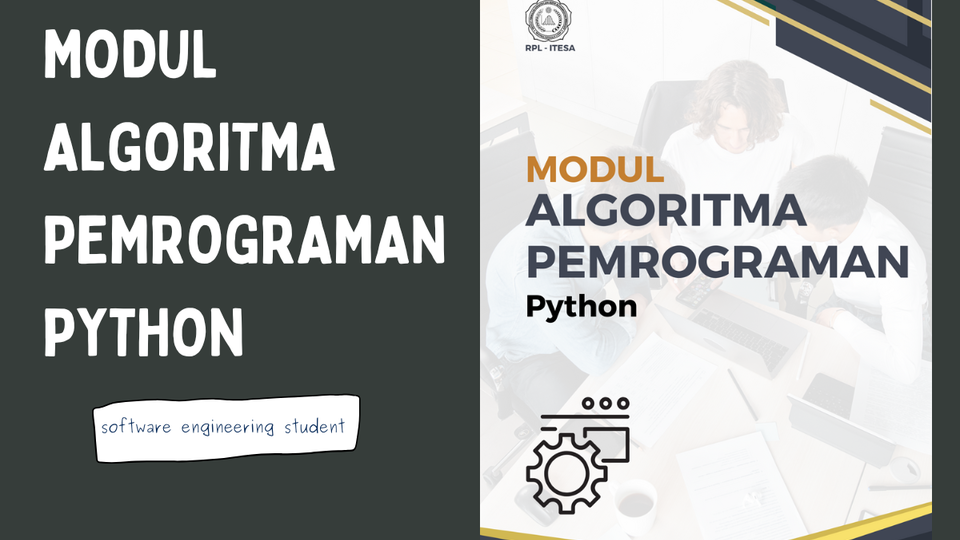 MODUL
ALGORITMA
PEMROGRAMAN
PYTHON
software engineering student
RPL - ITESA
MODUL
ALGORITMA
PEMROGRAMAN
Python